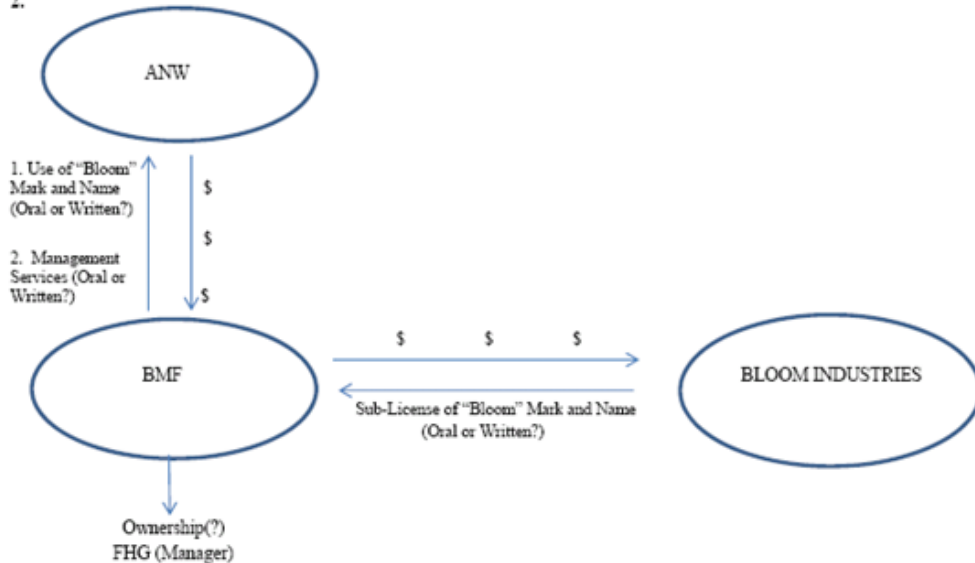 2.
ANW
1. Use of “Bloom”
Mark and Name
(Oral or Written?)
$
$
2. Management
Services (Oral or
Written?)
$
BMF
$ $ $
BLOOM INDUSTRIES
Sub-License of “Bloom” Mark and Name
(Oral or Written?)
Ownership(?)
FHG (Manager)